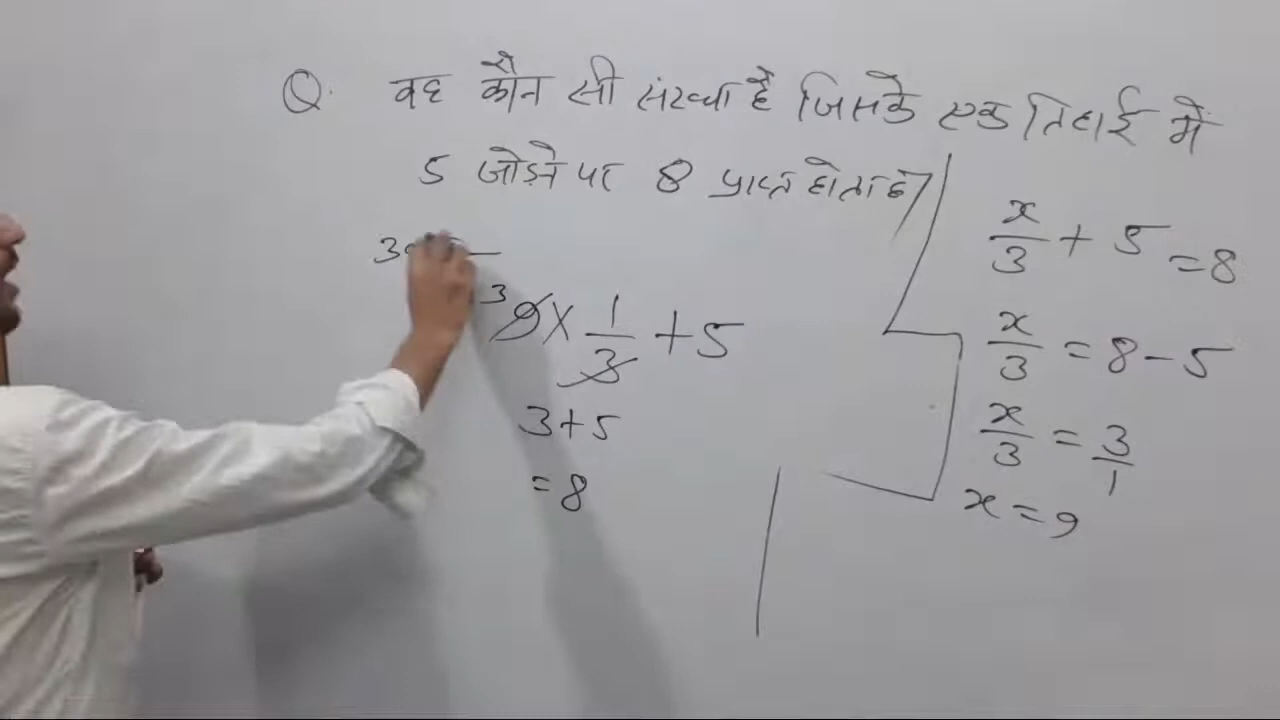 Q. वह कौन सी संख्या है जिसके एक तिहाई में
5 जोड़ने पर 8 प्राप्त होता है
3
9 × 1/3 + 5
3 + 5
= 8
x/3 + 5 = 8
x/3 = 8 - 5
x/3 = 3/1
x = 9